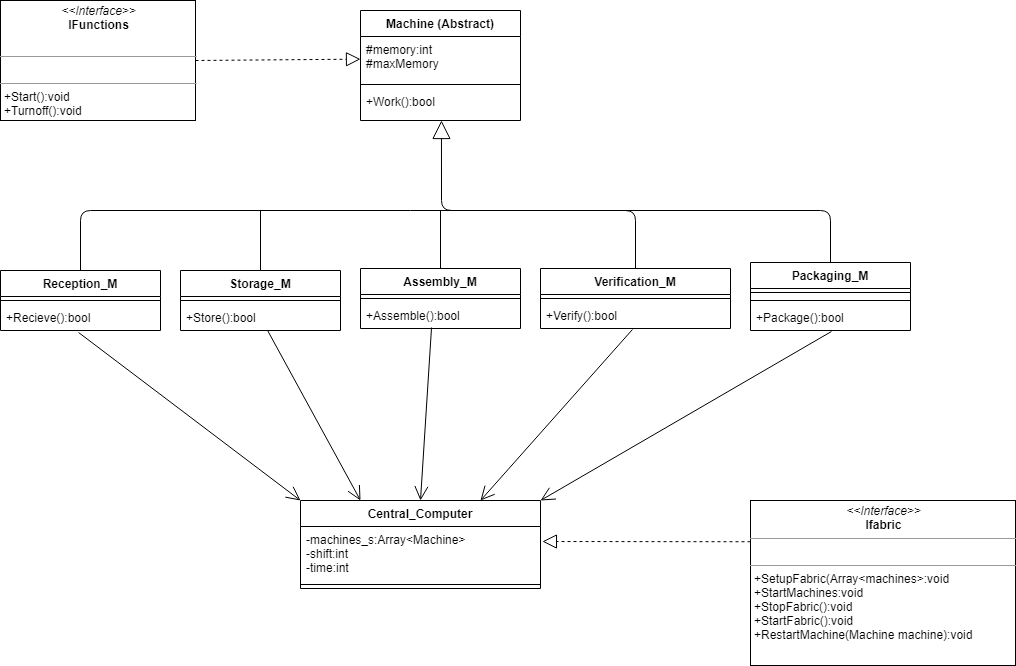 <<Interface>>
IFunctions
+Start():void
+Turnoff():void
Machine (Abstract)
#memory:int
#maxMemory
+Work():bool
Reception_M
+Recieve():bool
Storage_M
+Store():bool
Assembly_M
+Assemble():bool
Verification_M
+Verify():bool
Packaging_M
+Package():bool
Central_Computer
-machines_s:Array<Machine>
-shift:int
-time:int
<<Interface>>
Ifabric
+SetupFabric(Array<machines>:void
+StartMachines:void
+StopFabric():void
+StartFabric():void
+RestartMachine(Machine machine):void